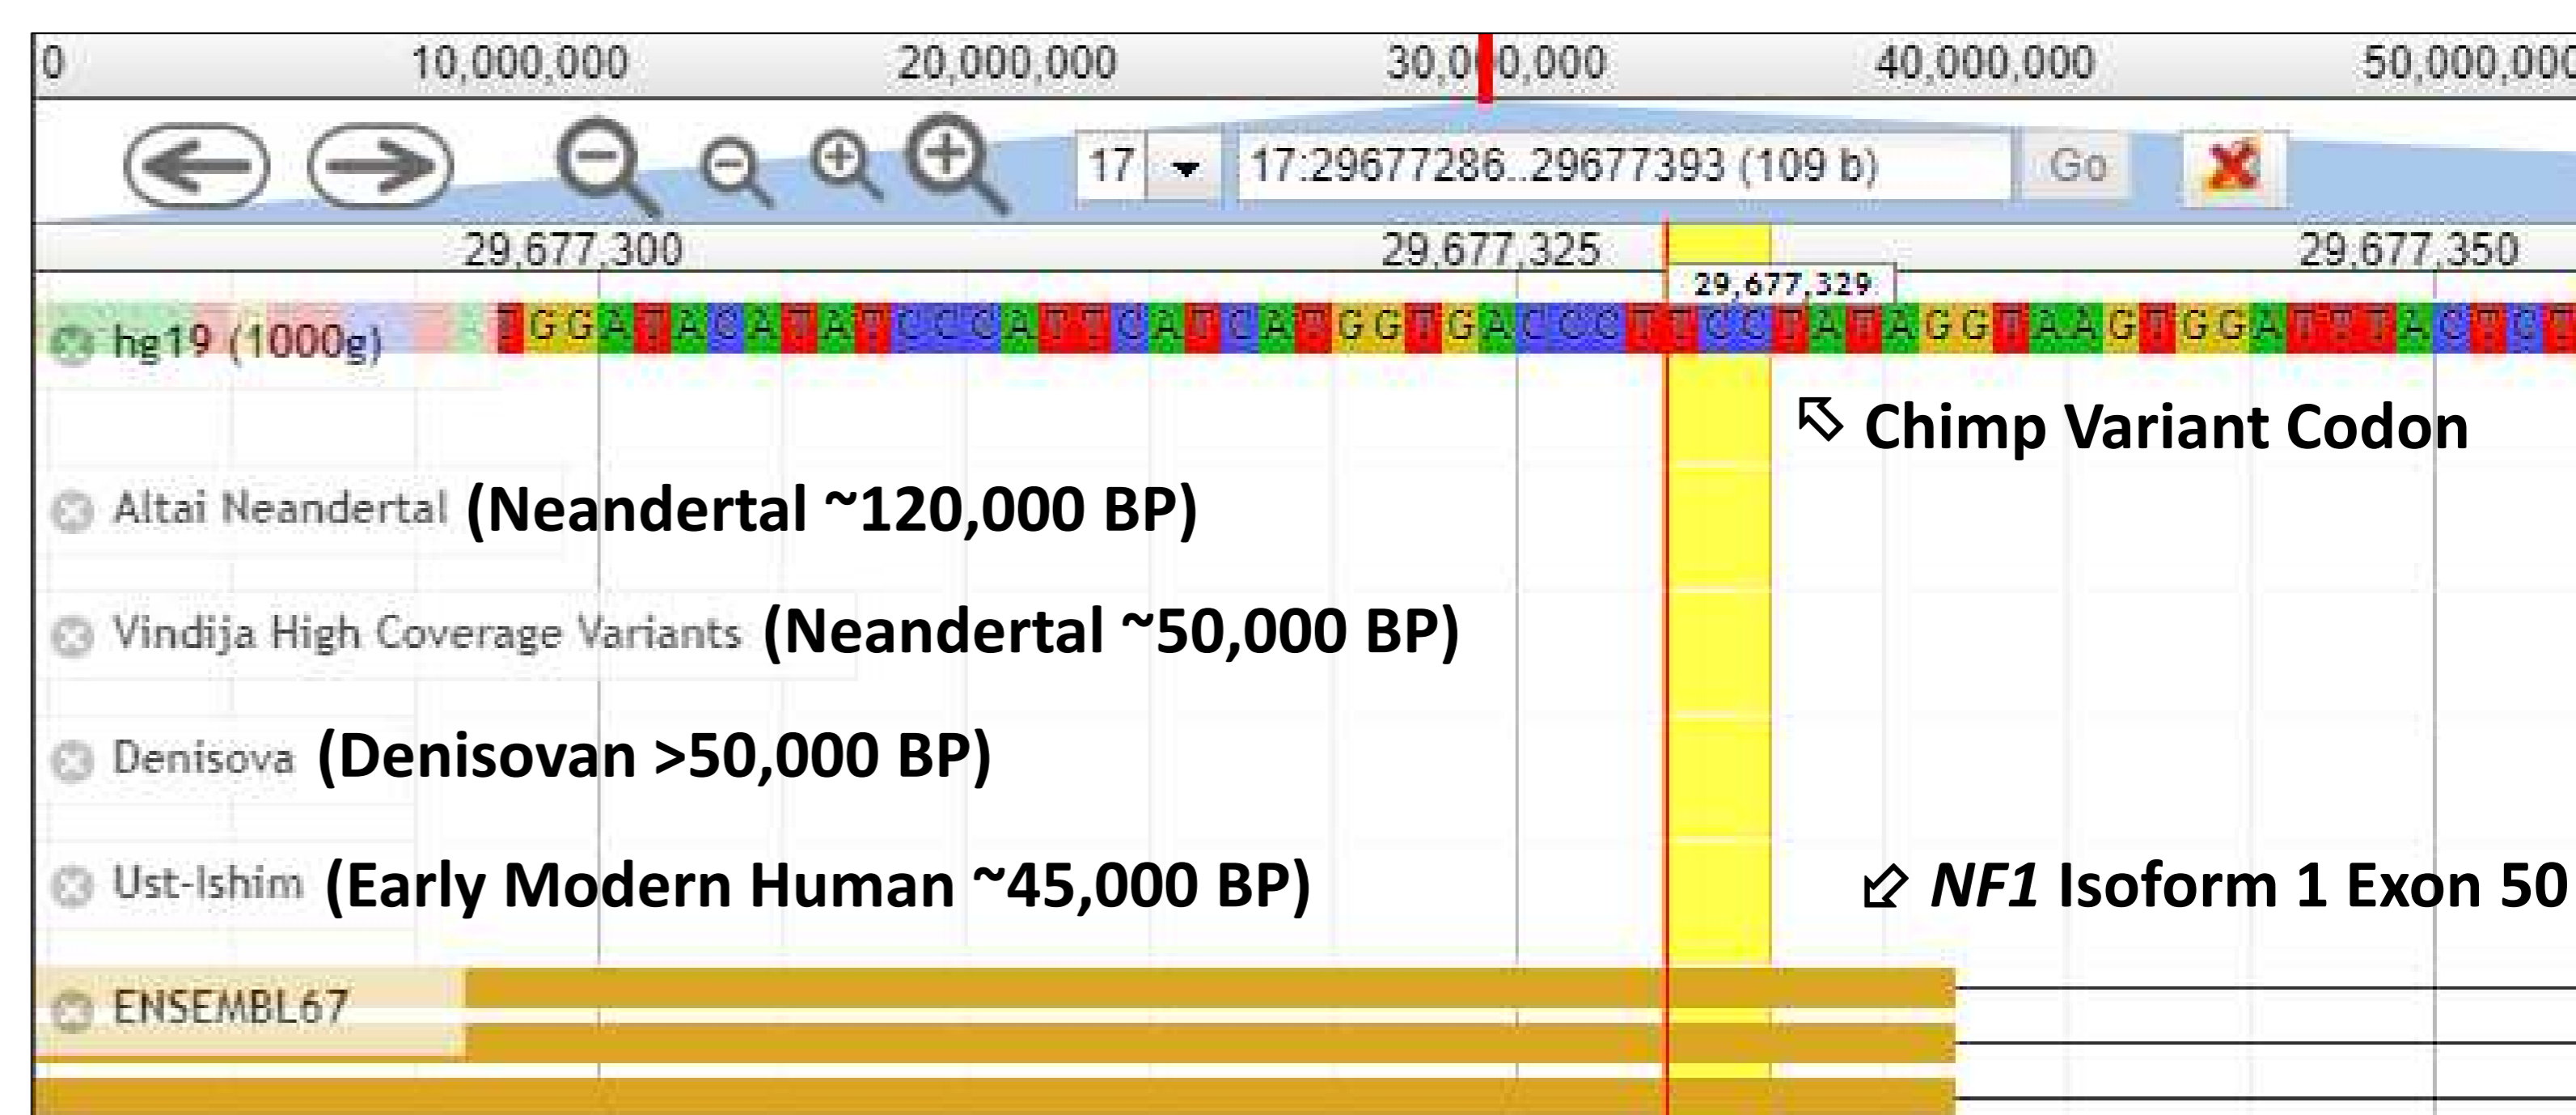 0 10,000,000 20,000,000 30,000,000 40,000,000 50,000,000
17 17:29677286..29677393 (109 b) Go
29,677,300 29,677,325 29,677,350
29,677,329
hg19 (1000g) A T G G A T A C A T A T C C C A T T C A T C A T G G T G A C C C T T C C T A T A G G T A A G T G G A T T T A C T C T
Chimp Variant Codon
Altai Neandertal (Neandertal ~120,000 BP)
Vindija High Coverage Variants (Neandertal ~50,000 BP)
Denisova (Denisovan >50,000 BP)
Ust-Ishim (Early Modern Human ~45,000 BP)
NF1 Isoform 1 Exon 50
ENSEMBL67